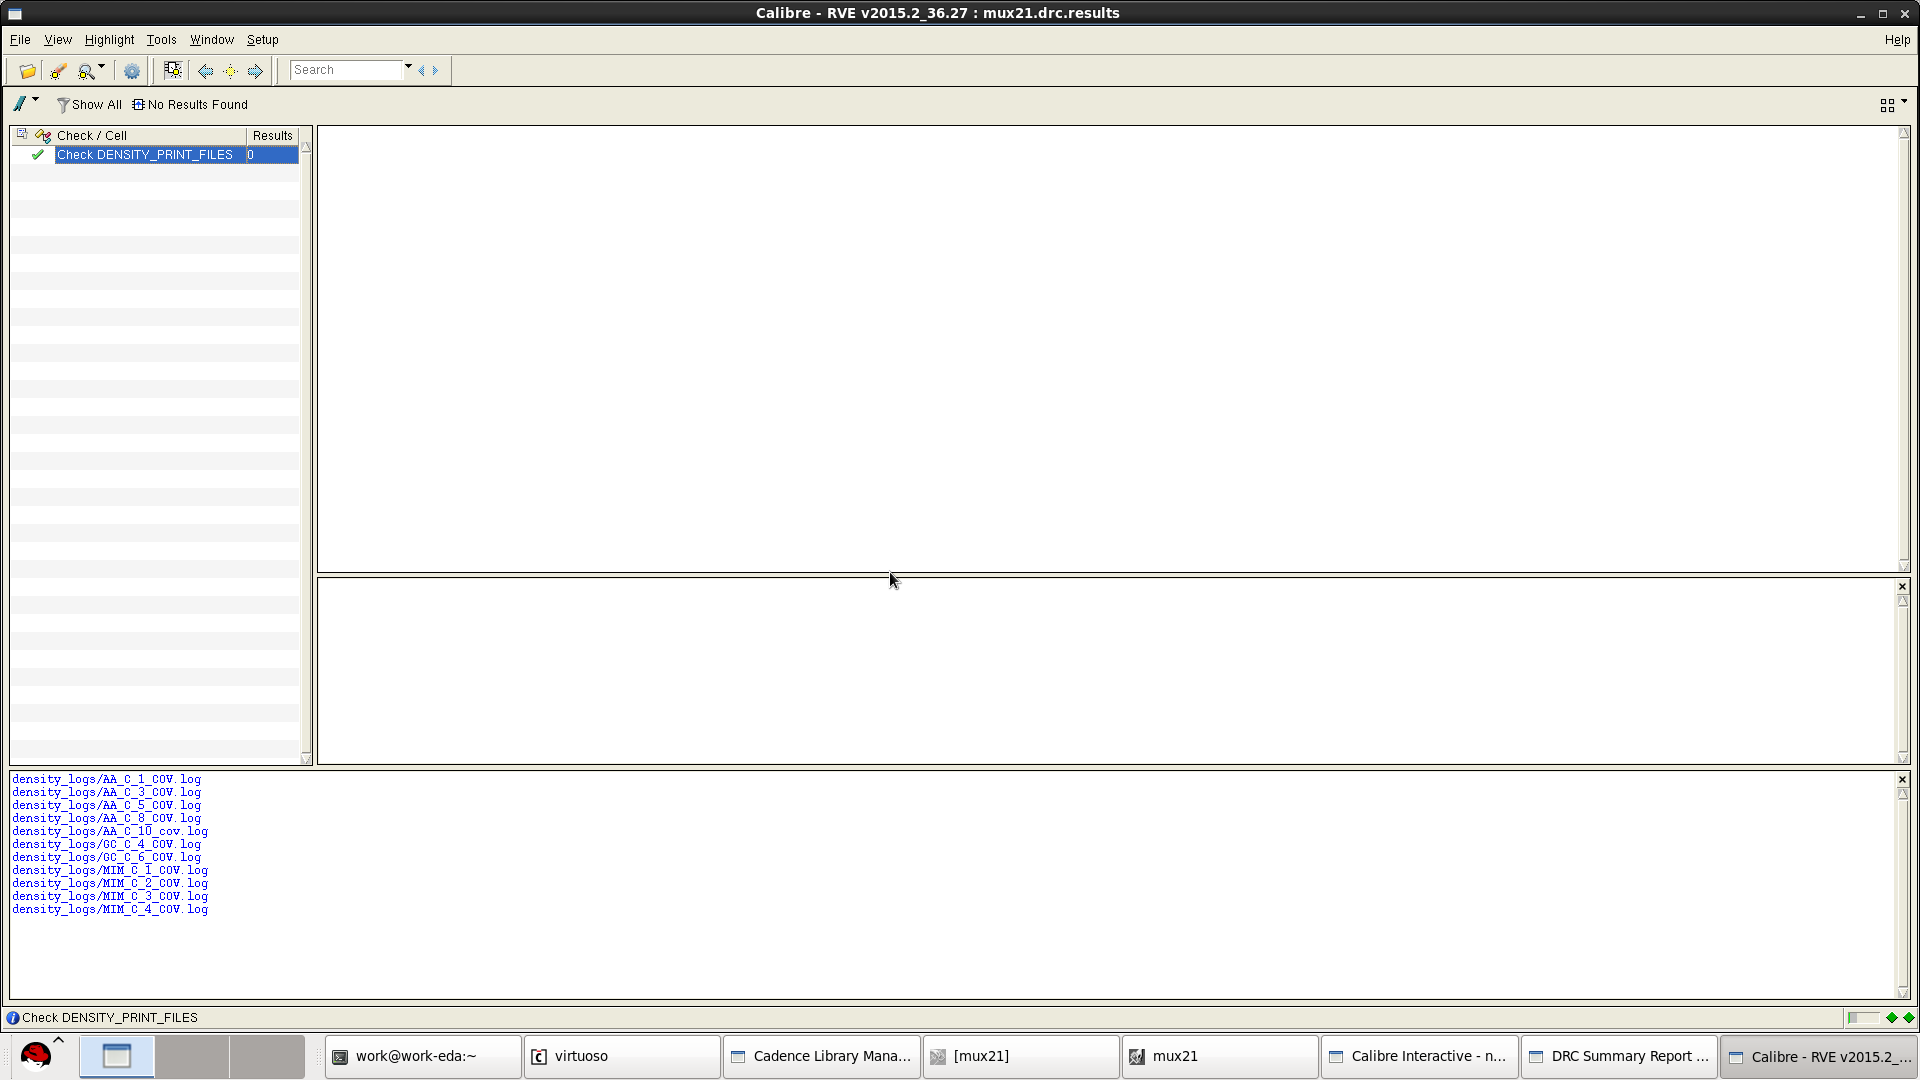 Calibre - RVE v2015.2_36.27 : mux21.drc.results
File View Highlight Tools Window Setup Help
Search
Show All No Results Found
Check / Cell Results
Check DENSITY_PRINT_FILES 0
density_logs/AA_C_1_COV.log
density_logs/AA_C_3_COV.log
density_logs/AA_C_5_COV.log
density_logs/AA_C_8_COV.log
density_logs/AA_C_10_cov.log
density_logs/GC_C_4_COV.log
density_logs/GC_C_6_COV.log
density_logs/MIM_C_1_COV.log
density_logs/MIM_C_2_COV.log
density_logs/MIM_C_3_COV.log
density_logs/MIM_C_4_COV.log
Check DENSITY_PRINT_FILES
work@work-eda:~ virtuoso Cadence Library Mana... [mux21] mux21 Calibre Interactive - n... DRC Summary Report ... Calibre - RVE v2015.2_...